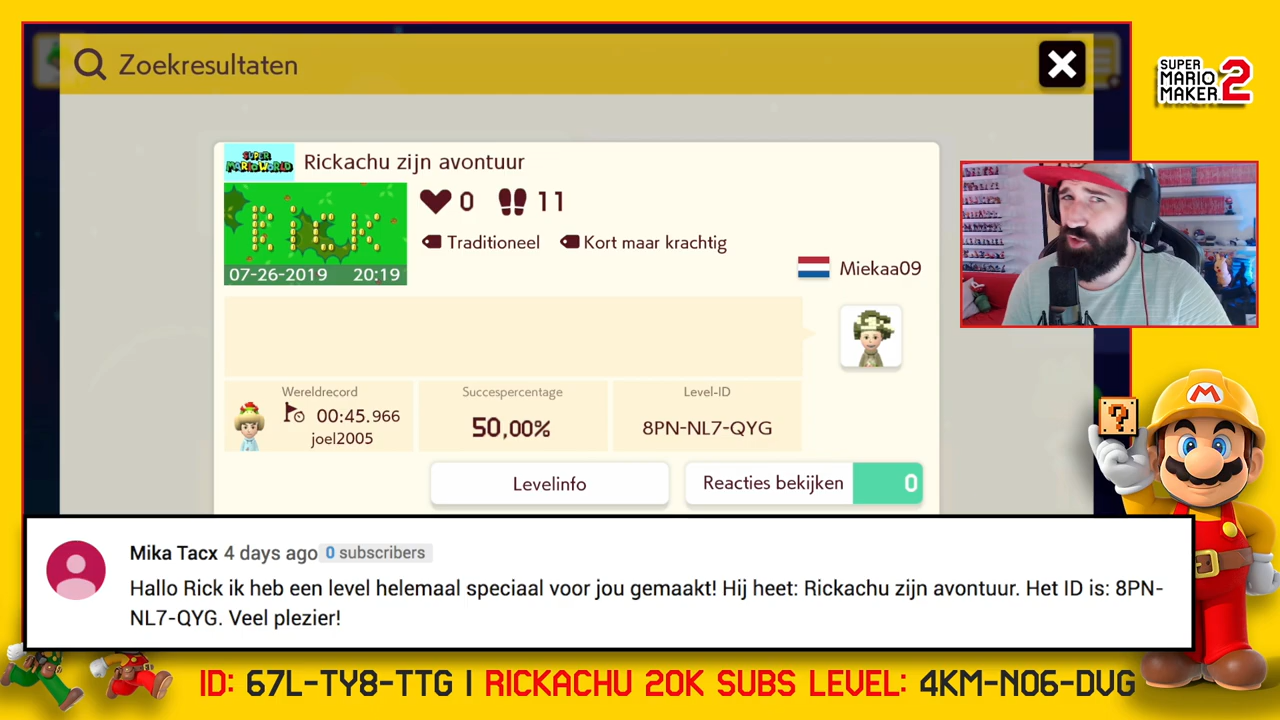 Zoekresultaten
SUPER
MARIO
MAKER 2
SUPER
MARIO WORLD
Rickachu zijn avontuur
0 11
RicK
Traditioneel Kort maar krachtig
07-26-2019 20:19
Miekaa09
Wereldrecord
00:45.966
joel2005
Succespercentage
50,00%
Level-ID
8PN-NL7-QYG
Levelinfo
Reacties bekijken 0
Mika Tacx 4 days ago 0 subscribers
Hallo Rick ik heb een level helemaal speciaal voor jou gemaakt! Hij heet: Rickachu zijn avontuur. Het ID is: 8PN-
NL7-QYG. Veel plezier!
ID: 67L-TY8-TTG | RICKACHU 20K SUBS LEVEL: 4KM-N06-DVG